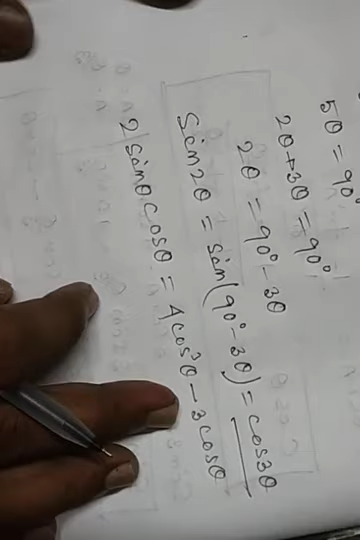 5θ = 90°
2θ+3θ = 90°
2θ = 90° - 3θ
Sin2θ = sin(90°-3θ) = cos3θ
2 sinθ cosθ = 4cos³θ - 3cosθ